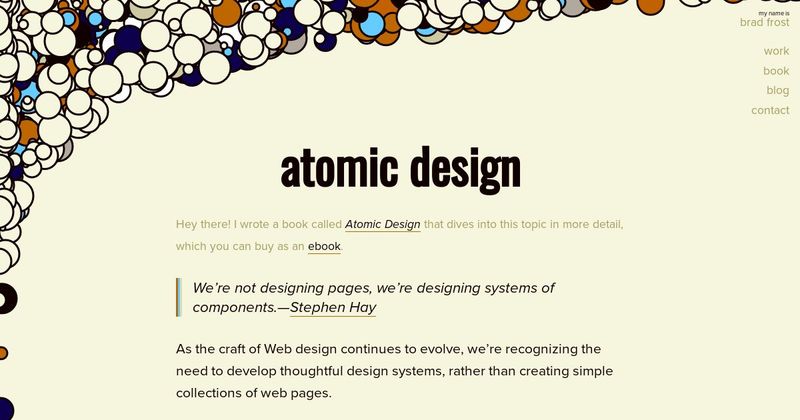 my name is
brad frost
work
book
blog
contact
atomic design
Hey there! I wrote a book called Atomic Design that dives into this topic in more detail,
which you can buy as an ebook.
We’re not designing pages, we’re designing systems of
components.—Stephen Hay
As the craft of Web design continues to evolve, we’re recognizing the
need to develop thoughtful design systems, rather than creating simple
collections of web pages.